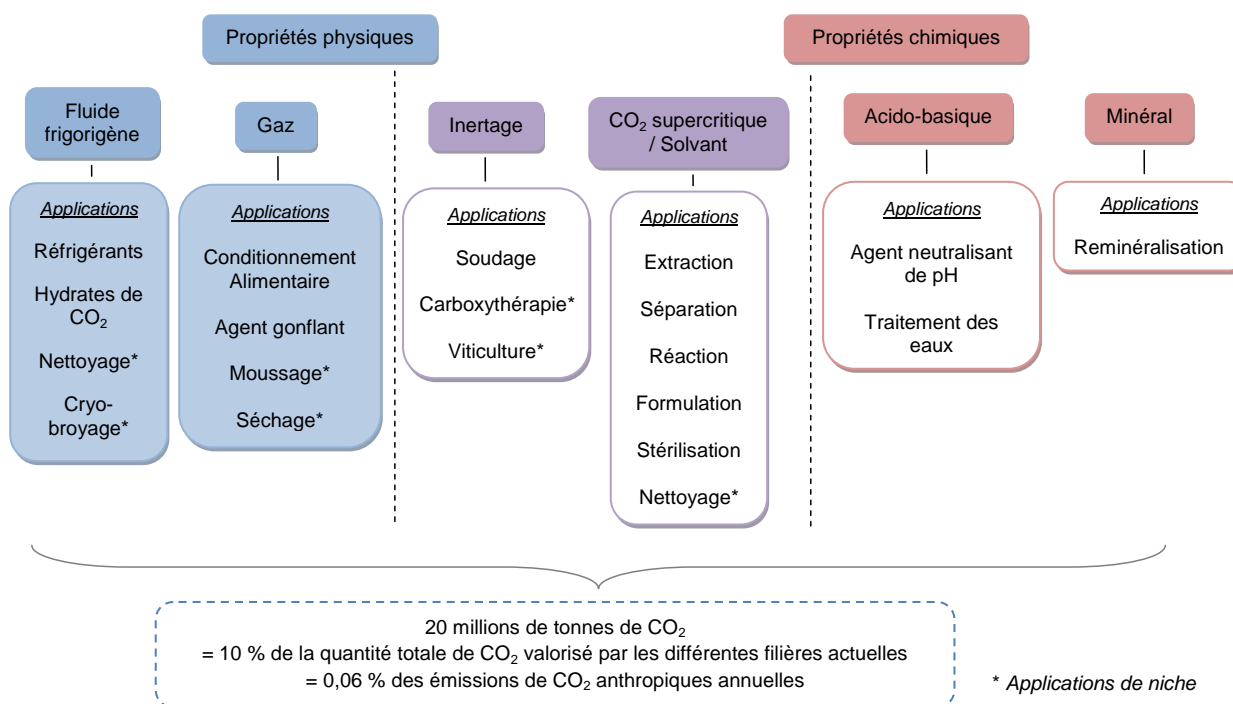 Propriétés physiques
Propriétés chimiques
Fluide
frigorigène
Gaz
Inertage
CO₂ supercritique
/ Solvant
Acido-basique
Minéral
Applications
Réfrigérants
Hydrates de
CO₂
Nettoyage*
Cryo-
broyage*
Applications
Conditionnement
Alimentaire
Agent gonflant
Moussage*
Séchage*
Applications
Soudage
Carboxythérapie*
Viticulture*
Applications
Extraction
Séparation
Réaction
Formulation
Stérilisation
Nettoyage*
Applications
Agent neutralisant
de pH
Traitement des
eaux
Applications
Reminéralisation
20 millions de tonnes de CO₂
= 10 % de la quantité totale de CO₂ valorisé par les différentes filières actuelles
= 0,06 % des émissions de CO₂ anthropiques annuelles
* Applications de niche